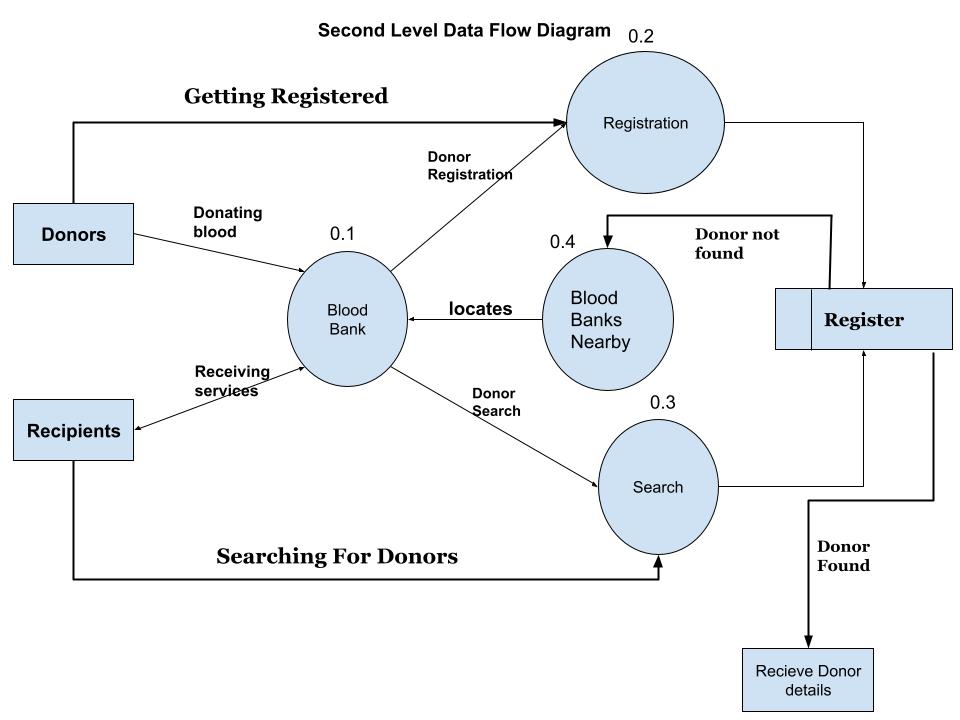 Second Level Data Flow Diagram
0.2
Getting Registered
Registration
Donor
Registration
Donors
Donating
blood
0.1
0.4
Donor not
found
Blood
Bank
locates
Blood
Banks
Nearby
Register
Receiving
services
Donor
Search
0.3
Recipients
Search
Searching For Donors
Donor
Found
Recieve Donor
details